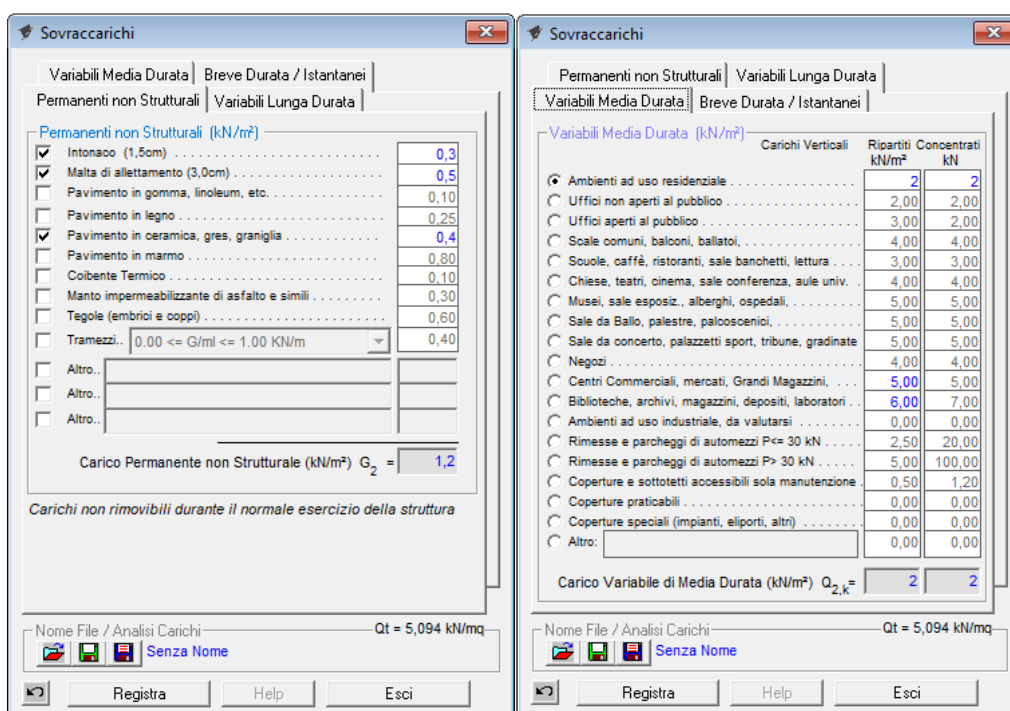 Sovraccarichi
Variabili Media Durata
Breve Durata / Istantanei
Permanenti non Strutturali
Variabili Lunga Durata
Permanenti non Strutturali (kN/m²)
Intonaco (1,5cm) . . . . . . . . . . . . . . . . . . . . . . . . . . 0,3
Malta di allettamento (3,0cm) . . . . . . . . . . . . . . . . . . . 0,5
Pavimento in gomma, linoleum, etc. . . . . . . . . . . . . . . 0,10
Pavimento in legno . . . . . . . . . . . . . . . . . . . . . . . . . 0,25
Pavimento in ceramica, gres, graniglia . . . . . . . . . . . . 0,4
Pavimento in marmo . . . . . . . . . . . . . . . . . . . . . . . . 0,80
Coibente Termico . . . . . . . . . . . . . . . . . . . . . . . . . . 0,10
Manto impermeabilizzante di asfalto e simili . . . . . . . . . 0,30
Tegole (embrici e coppi) . . . . . . . . . . . . . . . . . . . . . . 0,60
Tramezzi.. 0.00 <= G/ml <= 1.00 KN/m 0,40
Altro..
Altro..
Altro..
Carico Permanente non Strutturale (kN/m²) G2 = 1,2
Carichi non rimovibili durante il normale esercizio della struttura
Nome File / Analisi Carichi
Qt = 5,094 kN/mq
Senza Nome
Registra
Help
Esci
Sovraccarichi
Permanenti non Strutturali
Variabili Lunga Durata
Variabili Media Durata
Breve Durata / Istantanei
Variabili Media Durata (kN/m²)
Carichi Verticali
Ripartiti Concentrati
kN/m² kN
Ambienti ad uso residenziale . . . . . . . . . . . . . . . . 2 2
Uffici non aperti al pubblico . . . . . . . . . . . . . . . . . 2,00 2,00
Uffici aperti al pubblico . . . . . . . . . . . . . . . . . . . . 3,00 2,00
Scale comuni, balconi, ballatoi, . . . . . . . . . . . . . . . 4,00 4,00
Scuole, caffè, ristoranti, sale banchetti, lettura . . . . 3,00 3,00
Chiese, teatri, cinema, sale conferenza, aule univ. . 4,00 4,00
Musei, sale esposiz., alberghi, ospedali, . . . . . . . . . 5,00 5,00
Sale da Ballo, palestre, palcoscenici, . . . . . . . . . . . 5,00 5,00
Sale da concerto, palazzetti sport, tribune, gradinate 5,00 5,00
Negozi . . . . . . . . . . . . . . . . . . . . . . . . . . . . . . . . 4,00 4,00
Centri Commerciali, mercati, Grandi Magazzini, . . . 5,00 5,00
Biblioteche, archivi, magazzini, depositi, laboratori . . 6,00 7,00
Ambienti ad uso industriale, da valutarsi . . . . . . . . 0,00 0,00
Rimesse e parcheggi di automezzi P<= 30 kN . . . . . 2,50 20,00
Rimesse e parcheggi di automezzi P> 30 kN . . . . . 5,00 100,00
Coperture e sottotetti accessibili sola manutenzione . 0,50 1,20
Coperture praticabili . . . . . . . . . . . . . . . . . . . . . . 0,00 0,00
Coperture speciali (impianti, eliporti, altri) . . . . . . . . 0,00 0,00
Altro: 0,00 0,00
Carico Variabile di Media Durata (kN/m²) Q2,k= 2 2
Nome File / Analisi Carichi
Qt = 5,094 kN/mq
Senza Nome
Registra
Help
Esci